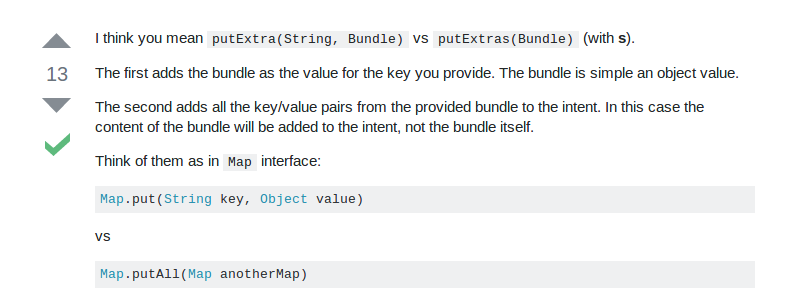 I think you mean putExtra(String, Bundle) vs putExtras(Bundle) (with s).
13
The first adds the bundle as the value for the key you provide. The bundle is simple an object value.
The second adds all the key/value pairs from the provided bundle to the intent. In this case the
content of the bundle will be added to the intent, not the bundle itself.
Think of them as in Map interface:
Map.put(String key, Object value)
vs
Map.putAll(Map anotherMap)